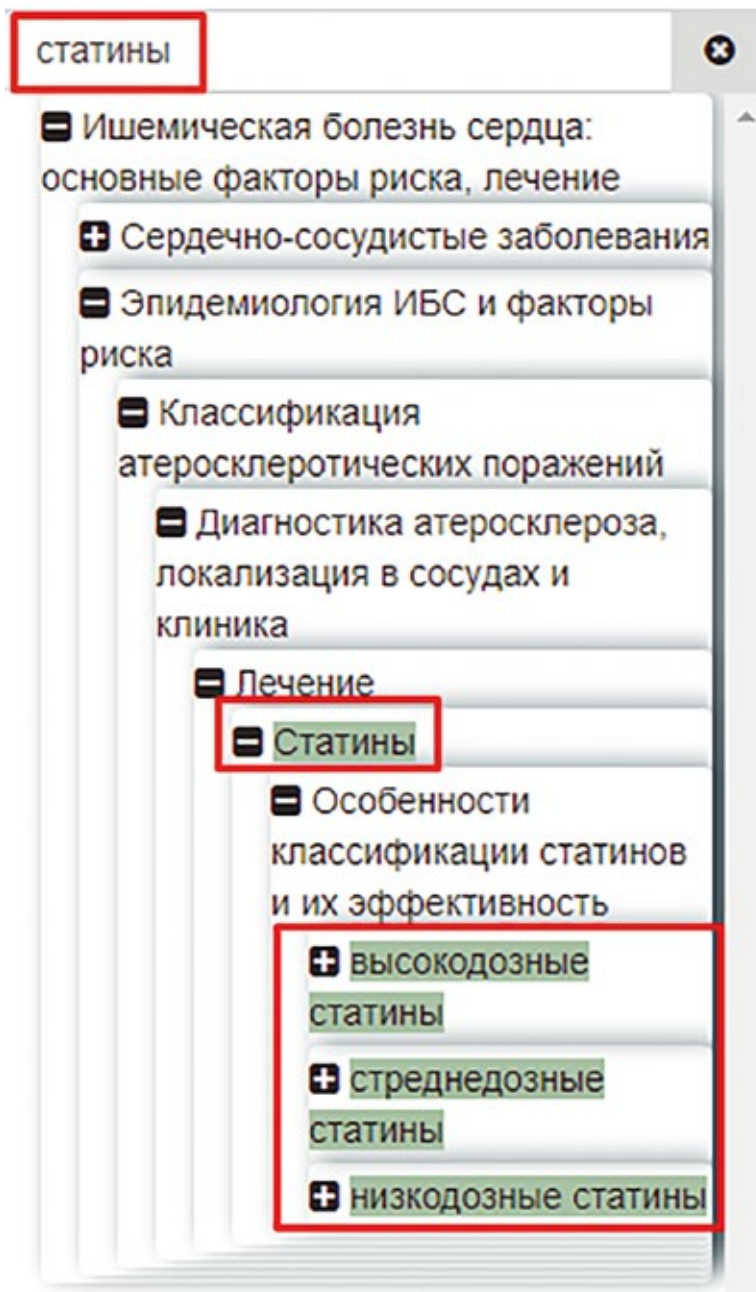 статины
Ишемическая болезнь сердца:
основные факторы риска, лечение
Сердечно-сосудистые заболевания
Эпидемиология ИБС и факторы
риска
Классификация
атеросклеротических поражений
Диагностика атеросклероза,
локализация в сосудах и
клиника
Лечение
Статины
Особенности
классификации статинов
и их эффективность
высокодозные
статины
стреднедозные
статины
низкодозные статины